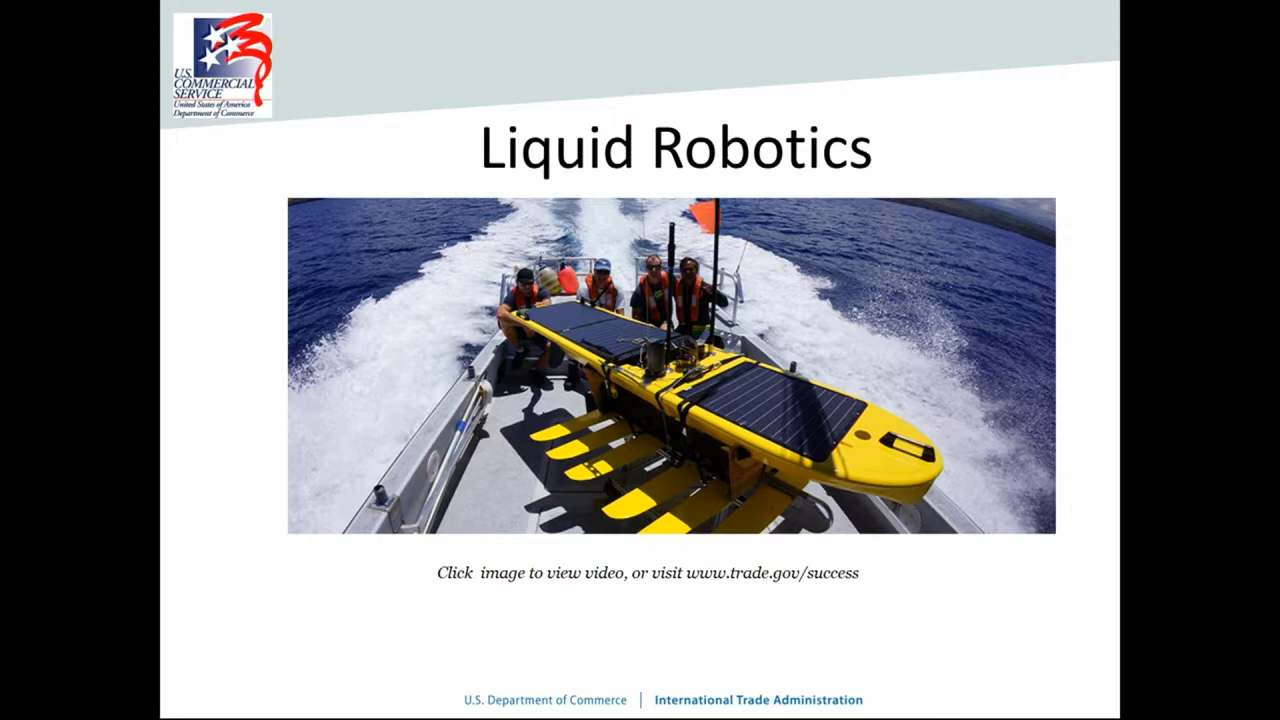 U.S.
COMMERCIAL
SERVICE
United States of America
Department of Commerce
Liquid Robotics
Click image to view video, or visit www.trade.gov/success
U.S. Department of Commerce | International Trade Administration